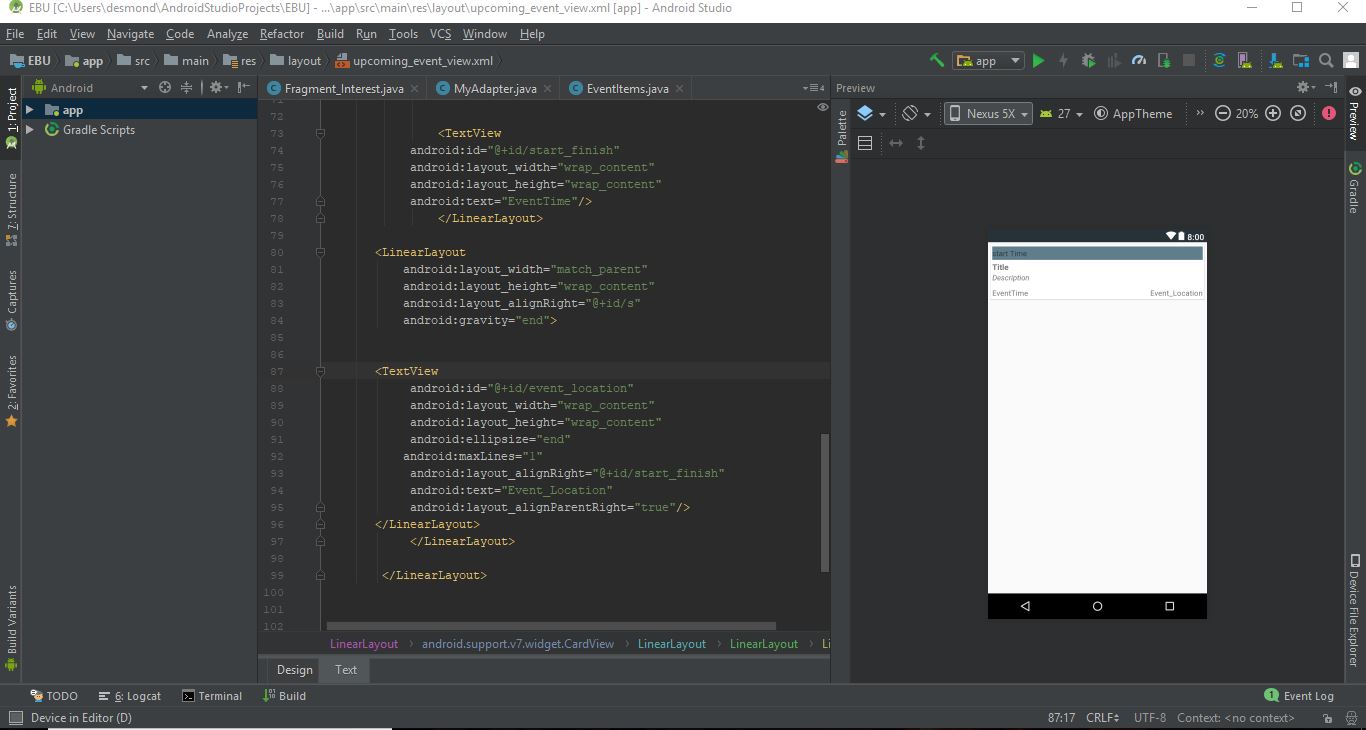 EBU [C:\Users\desmond\AndroidStudioProjects\EBU] - ...\app\src\main\res\layout\upcoming_event_view.xml [app] - Android Studio
File Edit View Navigate Code Analyze Refactor Build Run Tools VCS Window Help
EBU app src main res layout upcoming_event_view.xml app
Android
app
Gradle Scripts
1: Project
7: Structure
Captures
2: Favorites
Build Variants
Fragment_Interest.java MyAdapter.java EventItems.java 4
71
72
73 <TextView
74 android:id="@+id/start_finish"
75 android:layout_width="wrap_content"
76 android:layout_height="wrap_content"
77 android:text="EventTime"/>
78 </LinearLayout>
79
80 <LinearLayout
81 android:layout_width="match_parent"
82 android:layout_height="wrap_content"
83 android:layout_alignRight="@+id/s"
84 android:gravity="end">
85
86
87 <TextView
88 android:id="@+id/event_location"
89 android:layout_width="wrap_content"
90 android:layout_height="wrap_content"
91 android:ellipsize="end"
92 android:maxLines="1"
93 android:layout_alignRight="@+id/start_finish"
94 android:text="Event_Location"
95 android:layout_alignParentRight="true"/>
96 </LinearLayout>
97 </LinearLayout>
98
99 </LinearLayout>
100
101
102
LinearLayout android.support.v7.widget.CardView LinearLayout LinearLayout Li
Design Text
Preview
Palette
Nexus 5X 27 AppTheme » 20%
8:00
start Time
Title
Description
EventTime Event_Location
Preview
Gradle
Device File Explorer
TODO 6: Logcat Terminal Build 1 Event Log
Device in Editor (D) 87:17 CRLF UTF-8 Context: <no context>